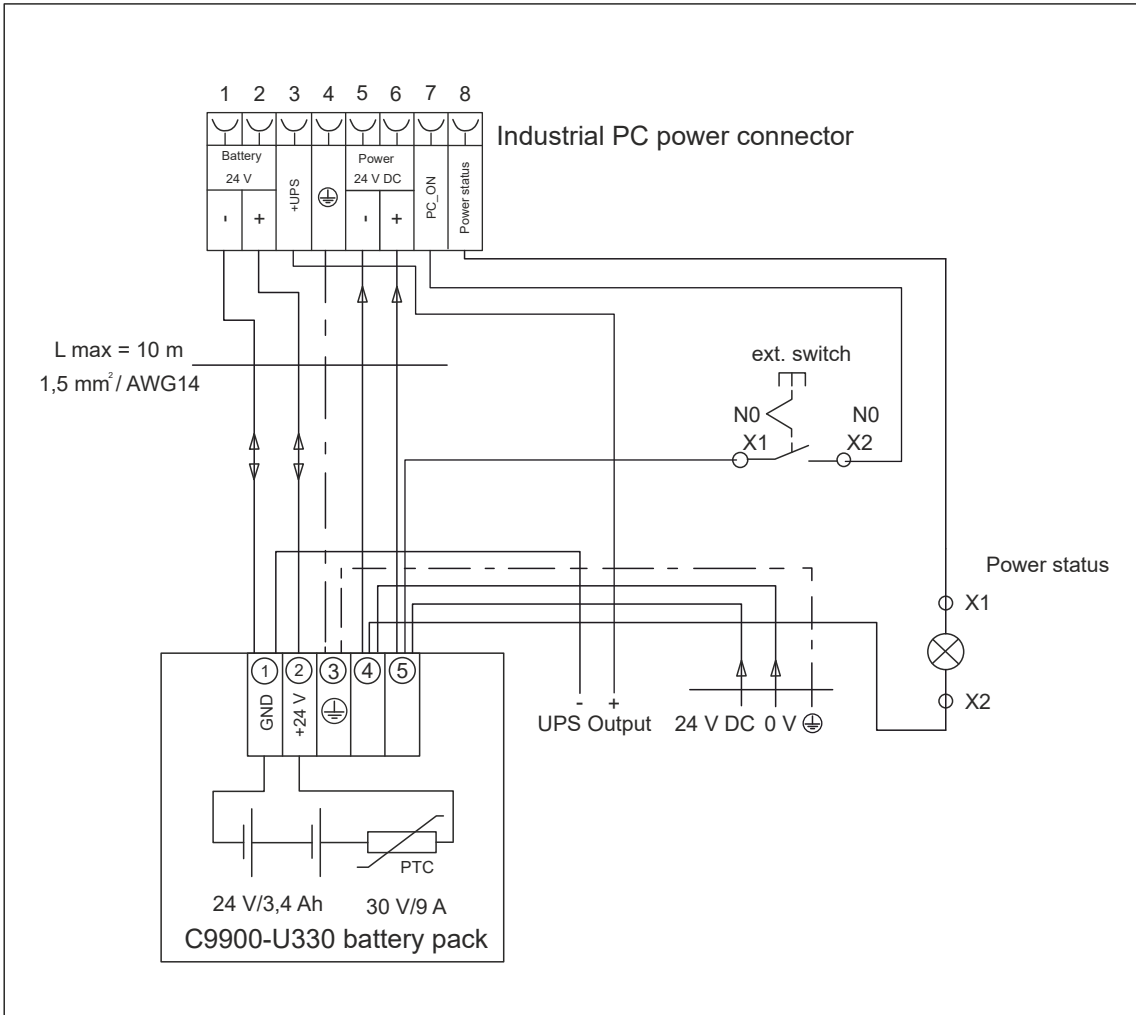 1 2 3 4 5 6 7 8
Industrial PC power connector
Battery
24 V
- +
+UPS
Power
24 V DC
- +
PC_ON
Power status
L max = 10 m
1,5 mm² / AWG14
ext. switch
N0 N0
X1 X2
Power status
X1
X2
1 2 3 4 5
GND
+24 V
- +
UPS Output
24 V DC 0 V
PTC
24 V/3,4 Ah
30 V/9 A
C9900-U330 battery pack